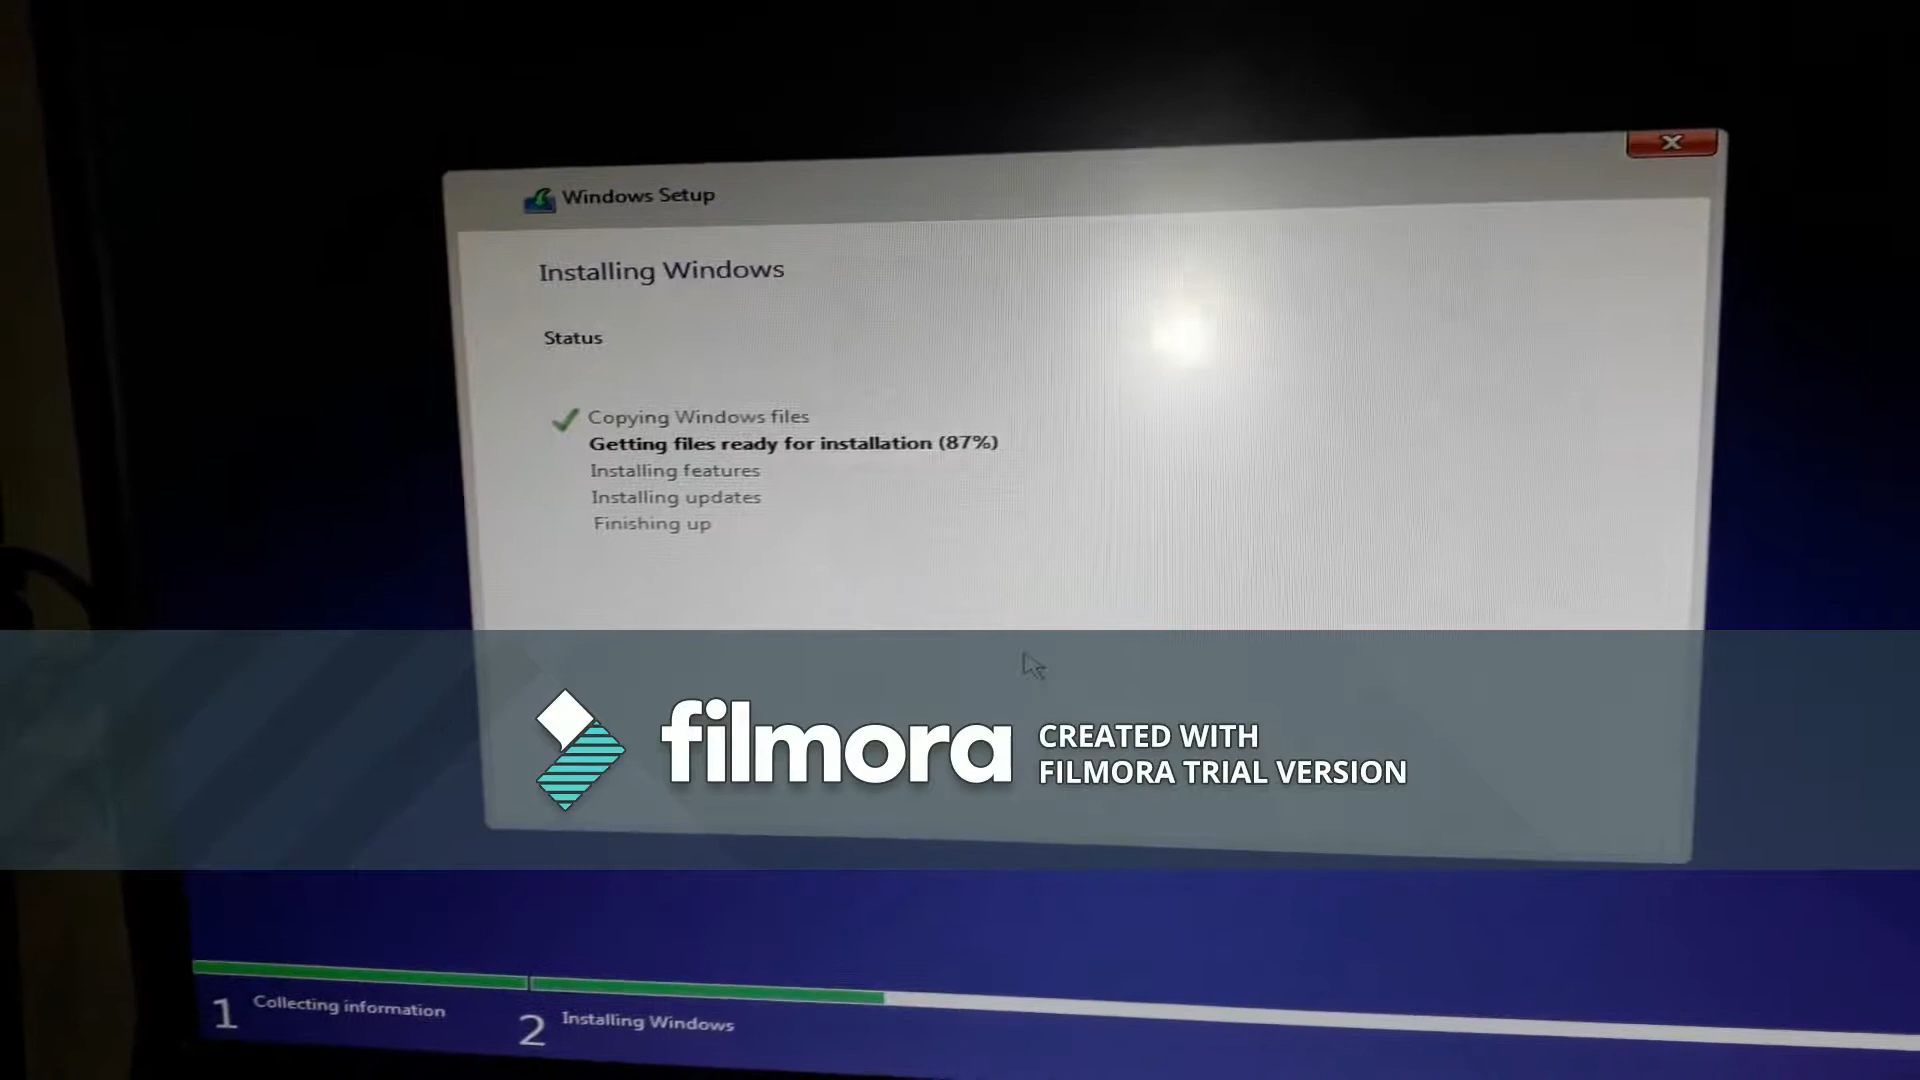 Windows Setup
Installing Windows
Status
Copying Windows files
Getting files ready for installation (87%)
Installing features
Installing updates
Finishing up
filmora
CREATED WITH
FILMORA TRIAL VERSION
1 Collecting information
2 Installing Windows